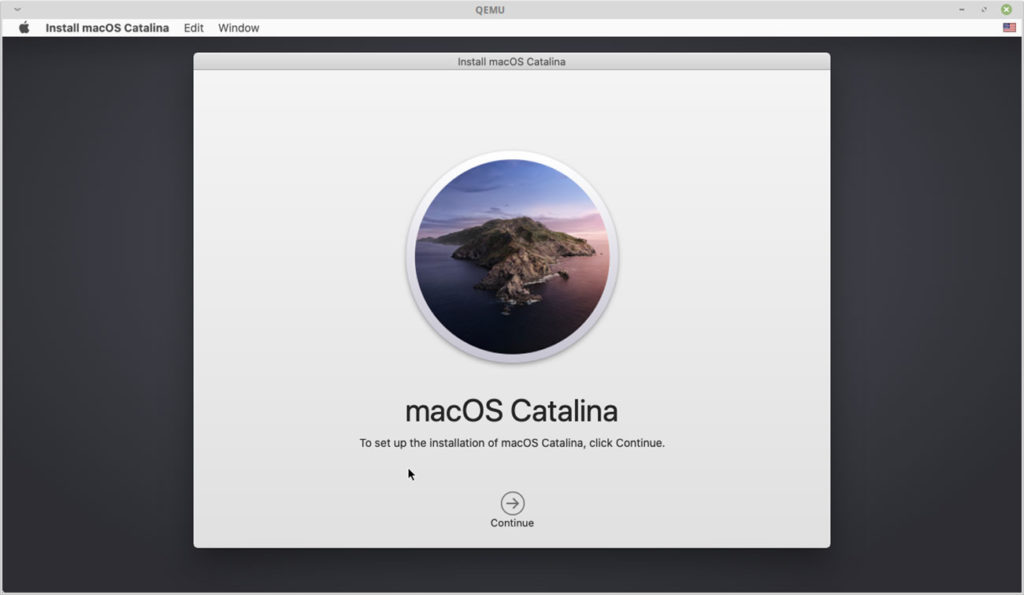 QEMU
Install macOS Catalina Edit Window
Install macOS Catalina
macOS Catalina
To set up the installation of macOS Catalina, click Continue.
Continue